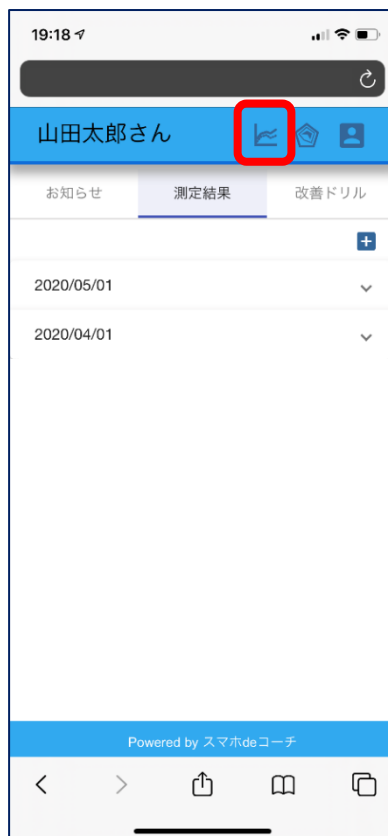 19:18
山田太郎さん
お知らせ 測定結果 改善ドリル
2020/05/01
2020/04/01
Powered by スマホdeコーチ